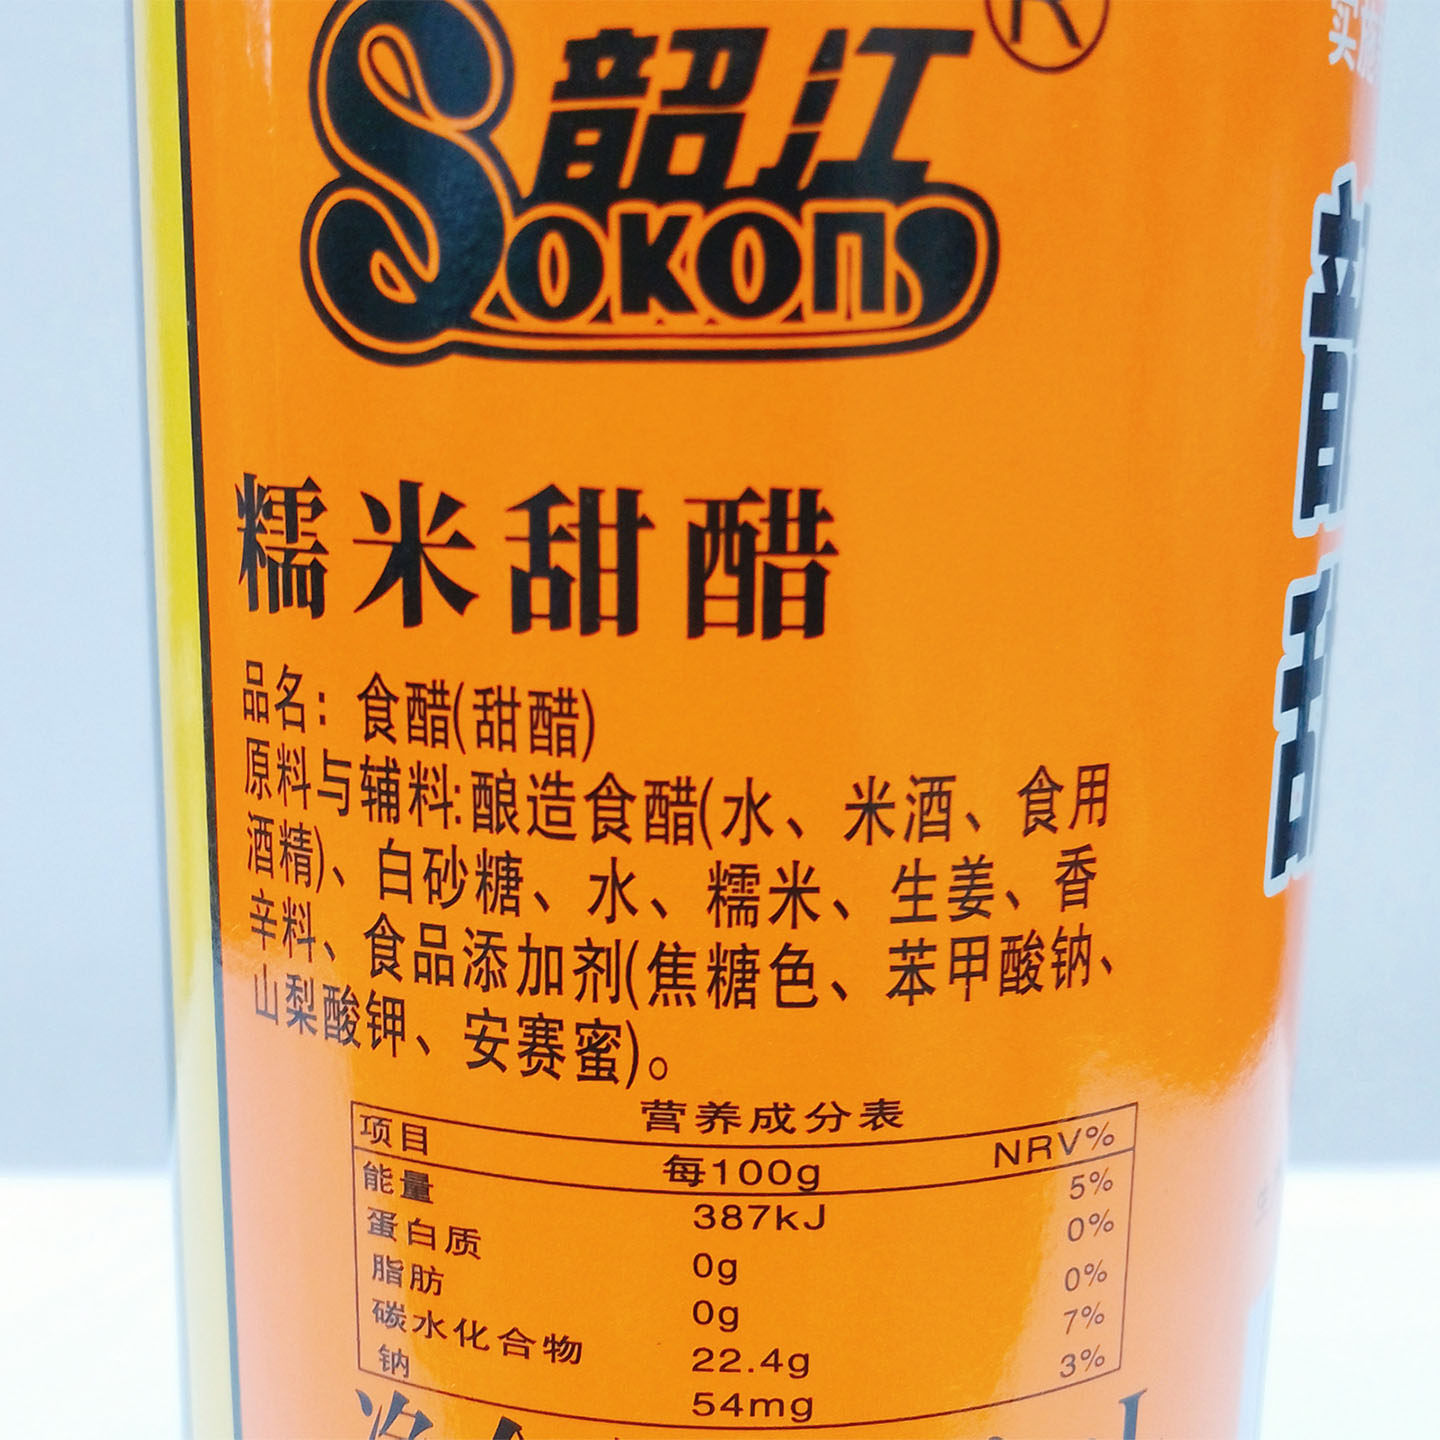 韶江
SOKON
R
糯米甜醋
品名：食醋(甜醋)
原料与辅料:酿造食醋(水、米酒、食用
酒精)、白砂糖、水、糯米、生姜、香
辛料、食品添加剂(焦糖色、苯甲酸钠、
山梨酸钾、安赛蜜)。
营养成分表
项目 每100g NRV%
能量 387kJ 5%
蛋白质 0g 0%
脂肪 0g 0%
碳水化合物 22.4g 7%
钠 54mg 3%